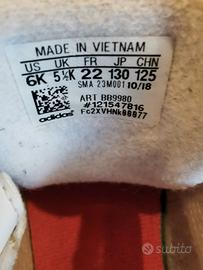 MADE IN VIETNAM
US UK FR JP CHN
6K 5½K 22 130 125
SMA 23M001 10/18
ART BB9980
#121547816
Fc2XVHNk00077
adidas
subito